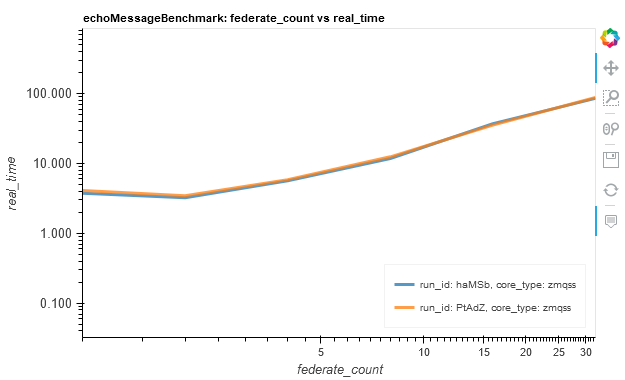 echoMessageBenchmark: federate_count vs real_time
100.000
10.000
1.000
0.100
real_time
run_id: haMSb, core_type: zmqss
run_id: PtAdZ, core_type: zmqss
5
10
15
20
25
30
federate_count